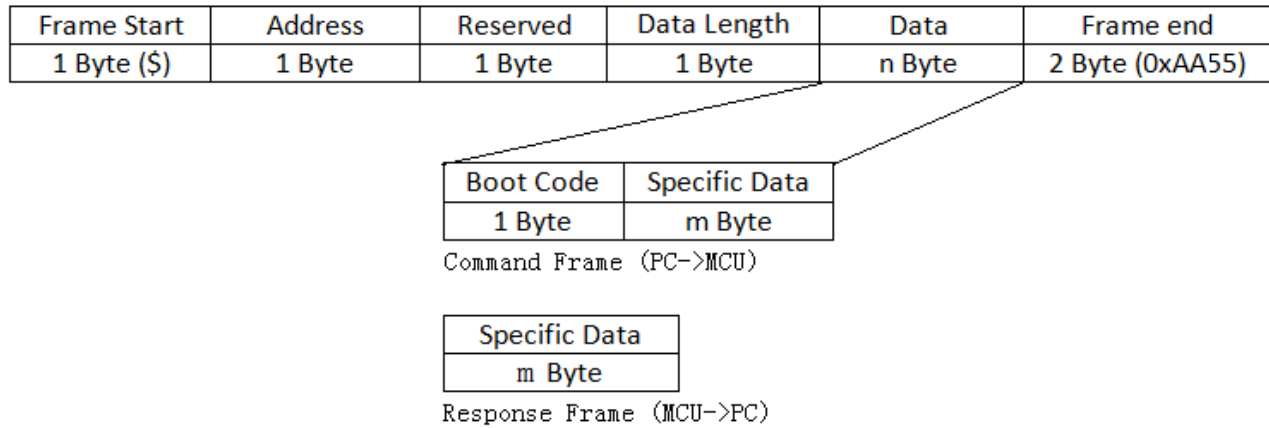 Frame Start Address Reserved Data Length Data Frame end
1 Byte ($) 1 Byte 1 Byte 1 Byte n Byte 2 Byte (0xAA55)
Boot Code Specific Data
1 Byte m Byte
Command Frame (PC->MCU)
Specific Data
m Byte
Response Frame (MCU->PC)